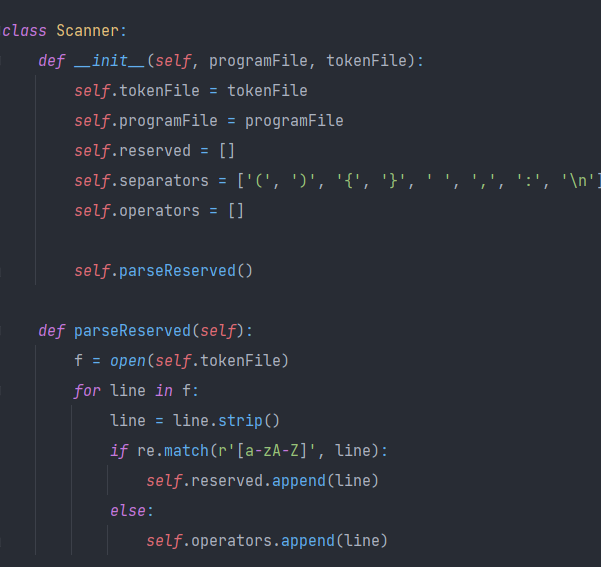 class Scanner:
    def __init__(self, programFile, tokenFile):
        self.tokenFile = tokenFile
        self.programFile = programFile
        self.reserved = []
        self.separators = ['(', ')', '{', '}', ' ', ',', ':', '\n']
        self.operators = []

        self.parseReserved()

    def parseReserved(self):
        f = open(self.tokenFile)
        for line in f:
            line = line.strip()
            if re.match(r'[a-zA-Z]', line):
                self.reserved.append(line)
            else:
                self.operators.append(line)